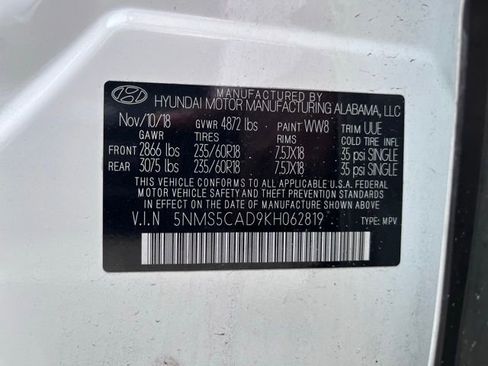 MANUFACTURED BY
HYUNDAI MOTOR MANUFACTURING ALABAMA, LLC
Nov/10/18 GVWR 4872 lbs PAINT WW8 TRIM UUE
GAWR TIRES RIMS COLD TIRE INFL
FRONT 2866 lbs 235/60R18 7.5JX18 35 psi SINGLE
REAR 3075 lbs 235/60R18 7.5JX18 35 psi SINGLE
THIS VEHICLE CONFORMS TO ALL APPLICABLE U.S.A. FEDERAL
MOTOR VEHICLE SAFETY AND THEFT PREVENTION STANDARDS
IN EFFECT ON THE DATE OF MANUFACTURE SHOWN ABOVE.
V.I.N 5NMS5CAD9KH062819 TYPE: MPV